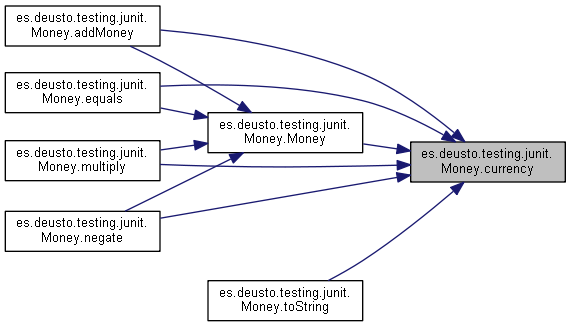 es.deusto.testing.junit.
Money.addMoney
es.deusto.testing.junit.
Money.equals
es.deusto.testing.junit.
Money.multiply
es.deusto.testing.junit.
Money.negate
es.deusto.testing.junit.
Money.Money
es.deusto.testing.junit.
Money.toString
es.deusto.testing.junit.
Money.currency